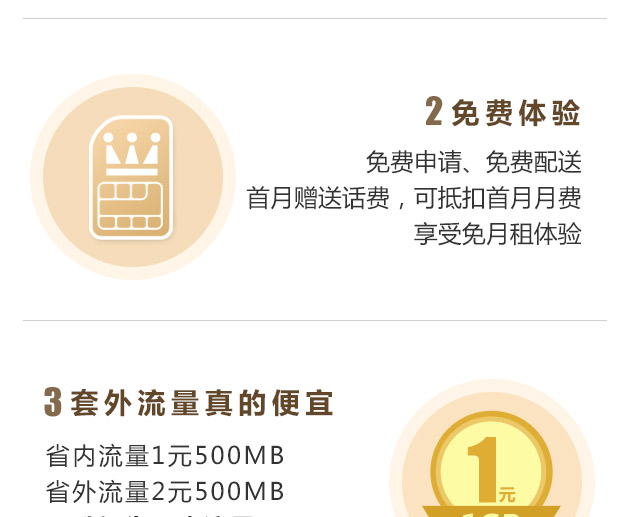 2 免费体验
免费申请、免费配送
首月赠送话费，可抵扣首月月费
享受免月租体验
3 套外流量真的便宜
省内流量1元500MB
省外流量2元500MB
1元